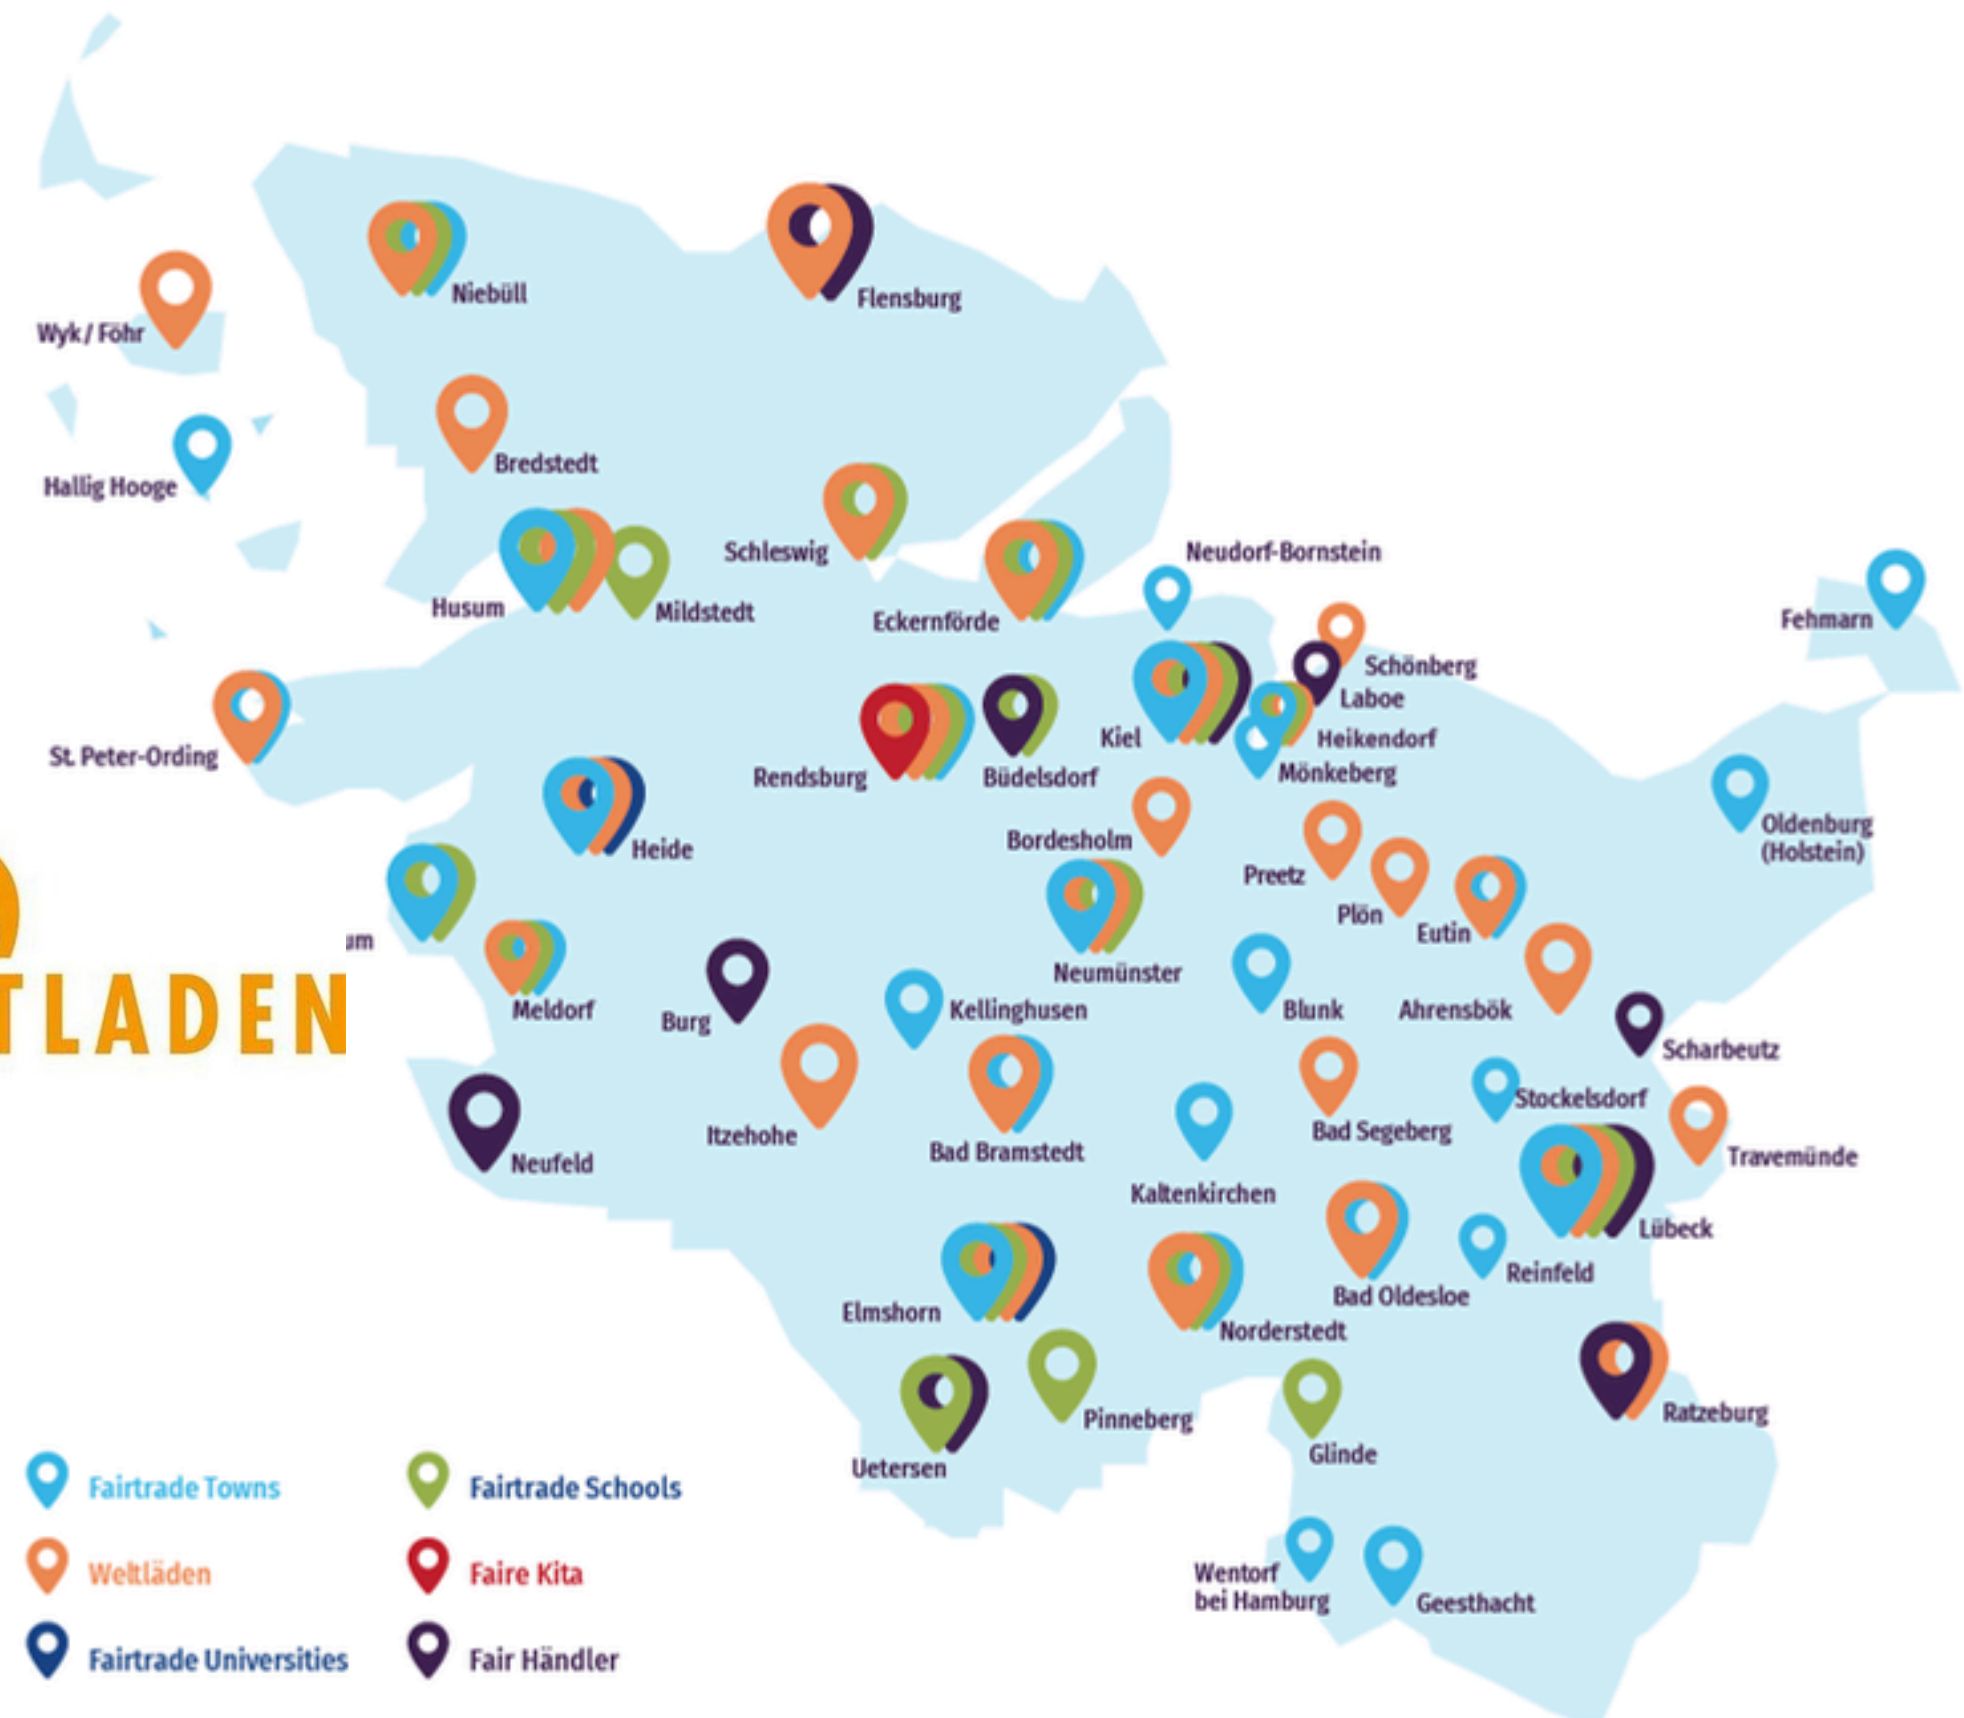 Niebüll
Flensburg
Wyk / Föhr
Bredstedt
Hallig Hooge
Schleswig
Neudorf-Bornstein
Husum
Mildstedt
Eckernförde
Fehmarn
Schönberg
Laboe
St. Peter-Ording
Kiel
Heikendorf
Rendsburg
Büdelsdorf
Mönkeberg
Heide
Bordesholm
Oldenburg
(Holstein)
Preetz
Plön
Eutin
um
Neumünster
TLADEN
Meldorf
Burg
Kellinghusen
Blunk
Ahrensbök
Scharbeutz
Stockelsdorf
Itzehohe
Bad Bramstedt
Bad Segeberg
Travemünde
Neufeld
Kaltenkirchen
Lübeck
Reinfeld
Bad Oldesloe
Elmshorn
Norderstedt
Pinneberg
Ratzeburg
Glinde
Uetersen
Fairtrade Towns
Fairtrade Schools
Weltläden
Faire Kita
Wentorf
bei Hamburg
Geesthacht
Fairtrade Universities
Fair Händler